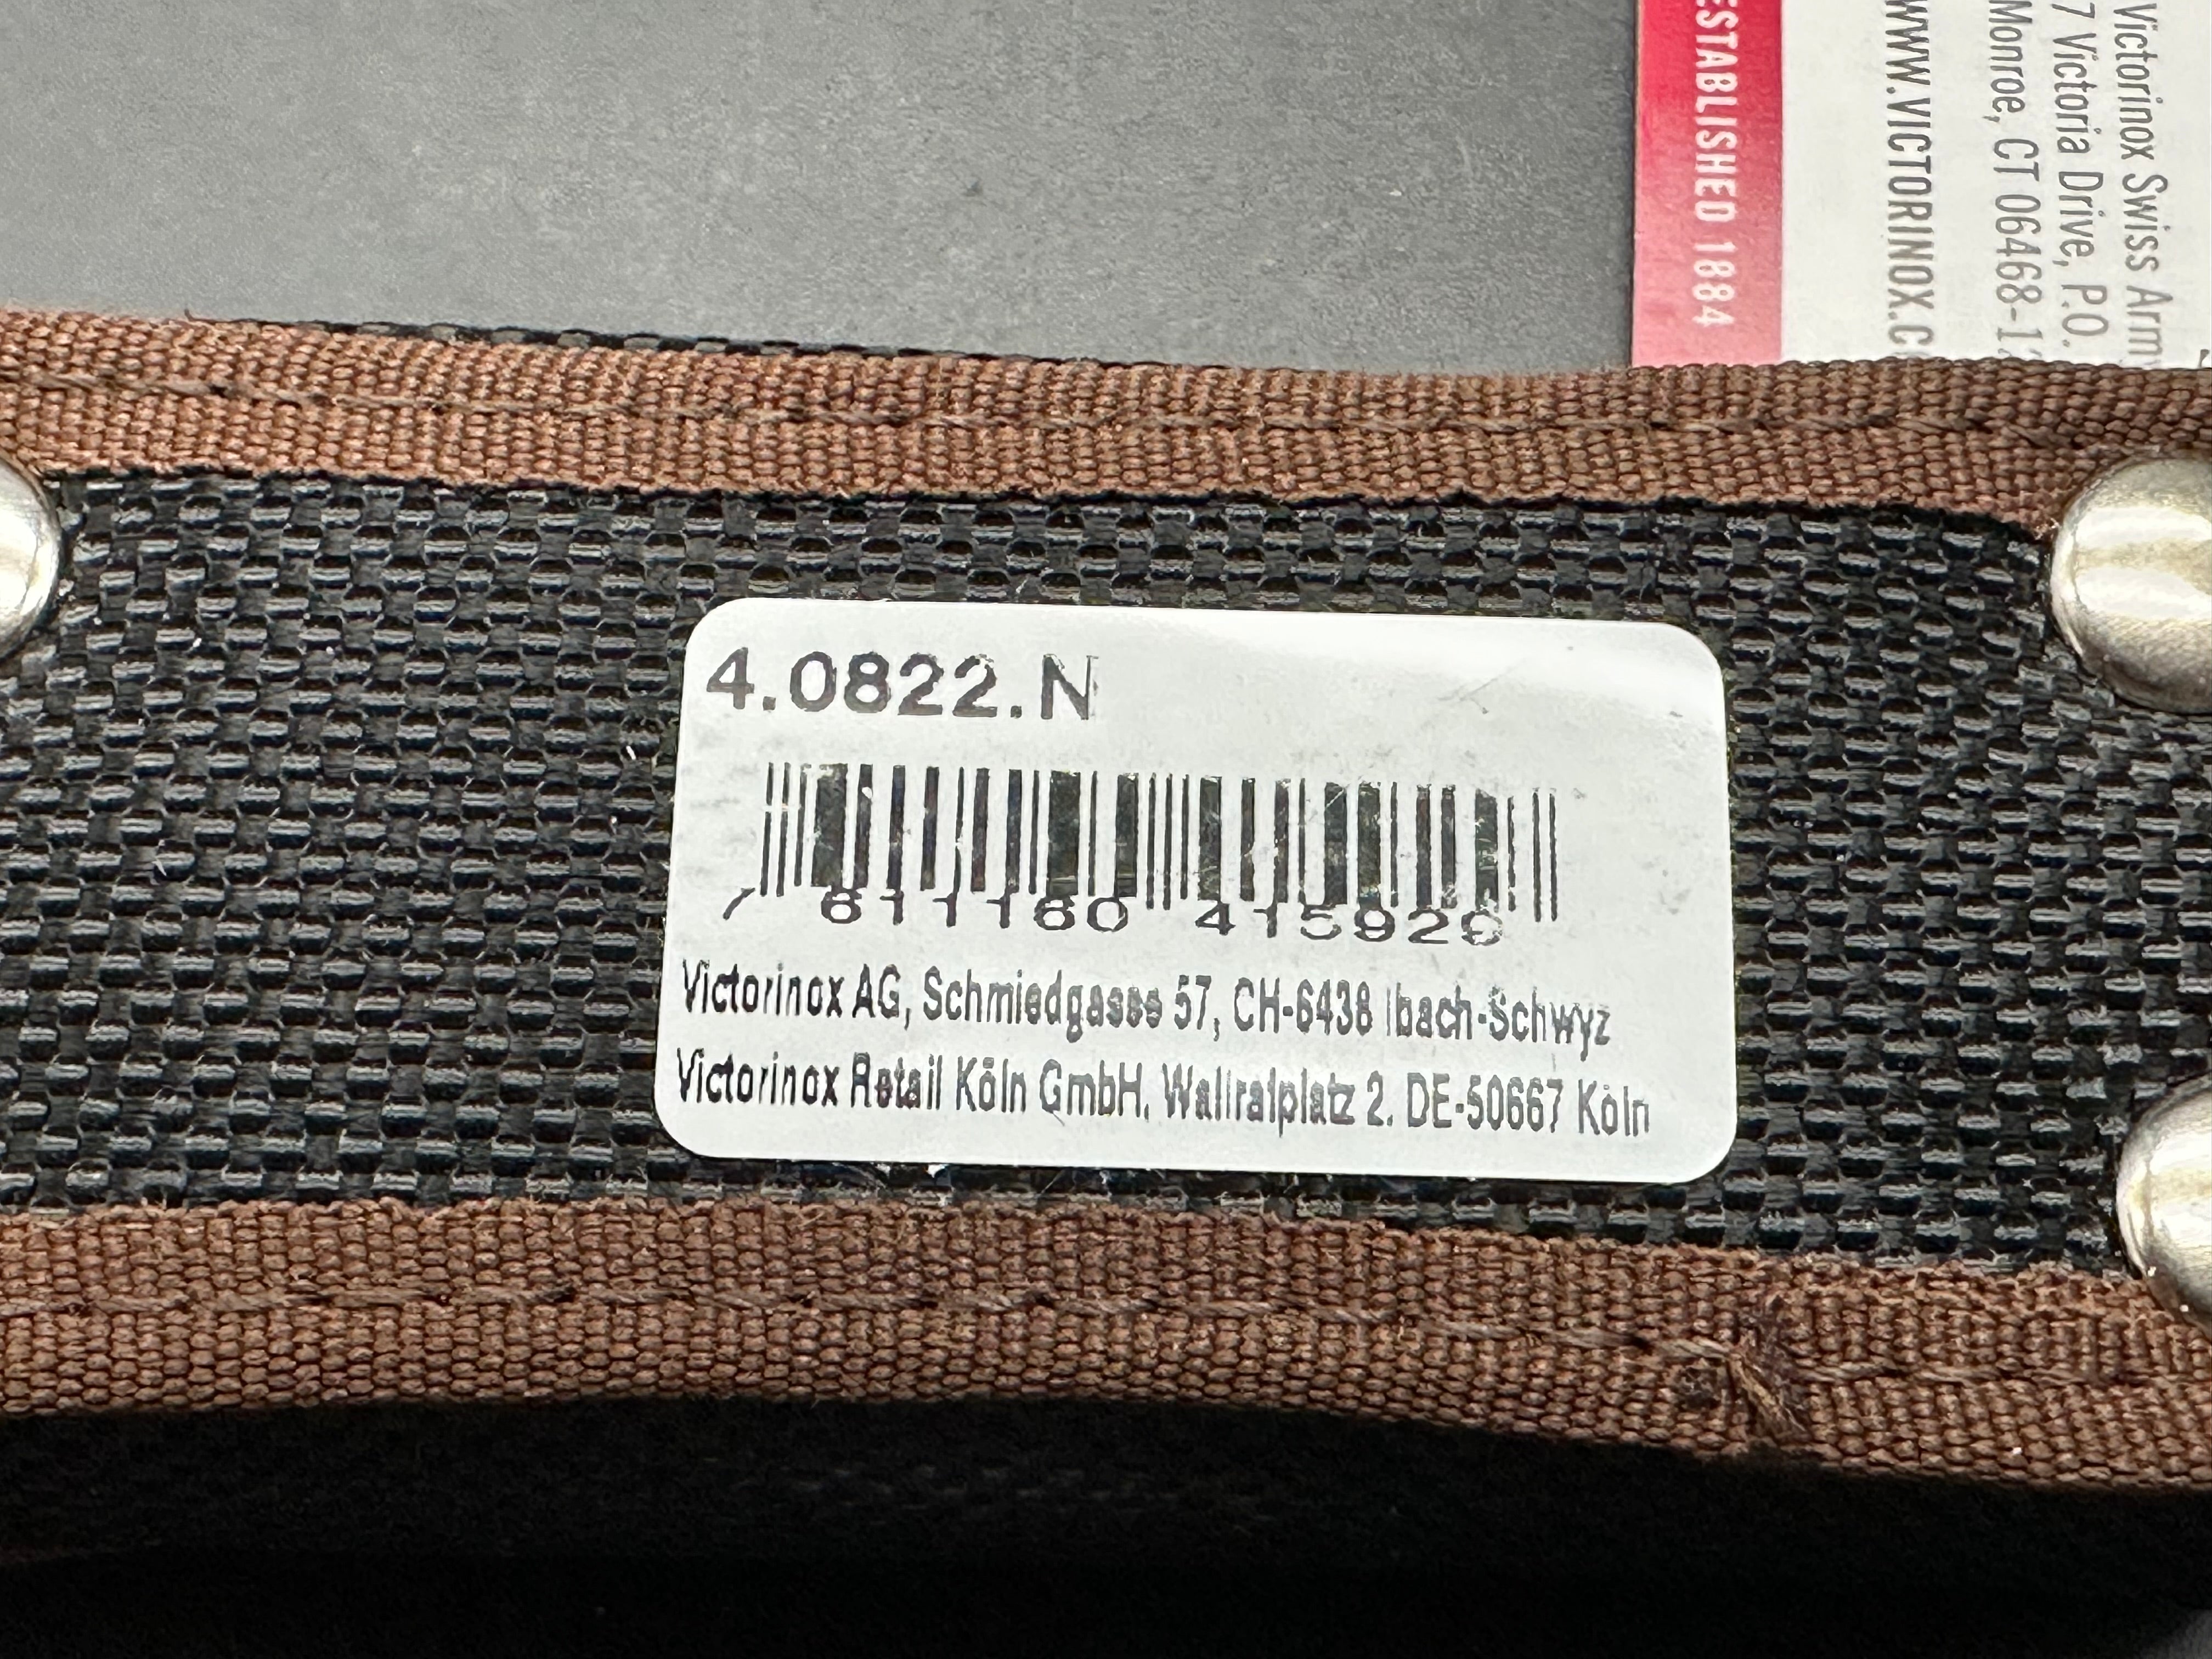 Victorinox Swiss Army
7 Victoria Drive, P.O.
Monroe, CT 06468-1
WWW.VICTORINOX.C
ESTABLISHED 1884
4.0822.N
7 611160 415929
Victorinox AG, Schmiedgasse 57, CH-6438 Ibach-Schwyz
Victorinox Retail Köln GmbH, Wallrafplatz 2, DE-50667 Köln